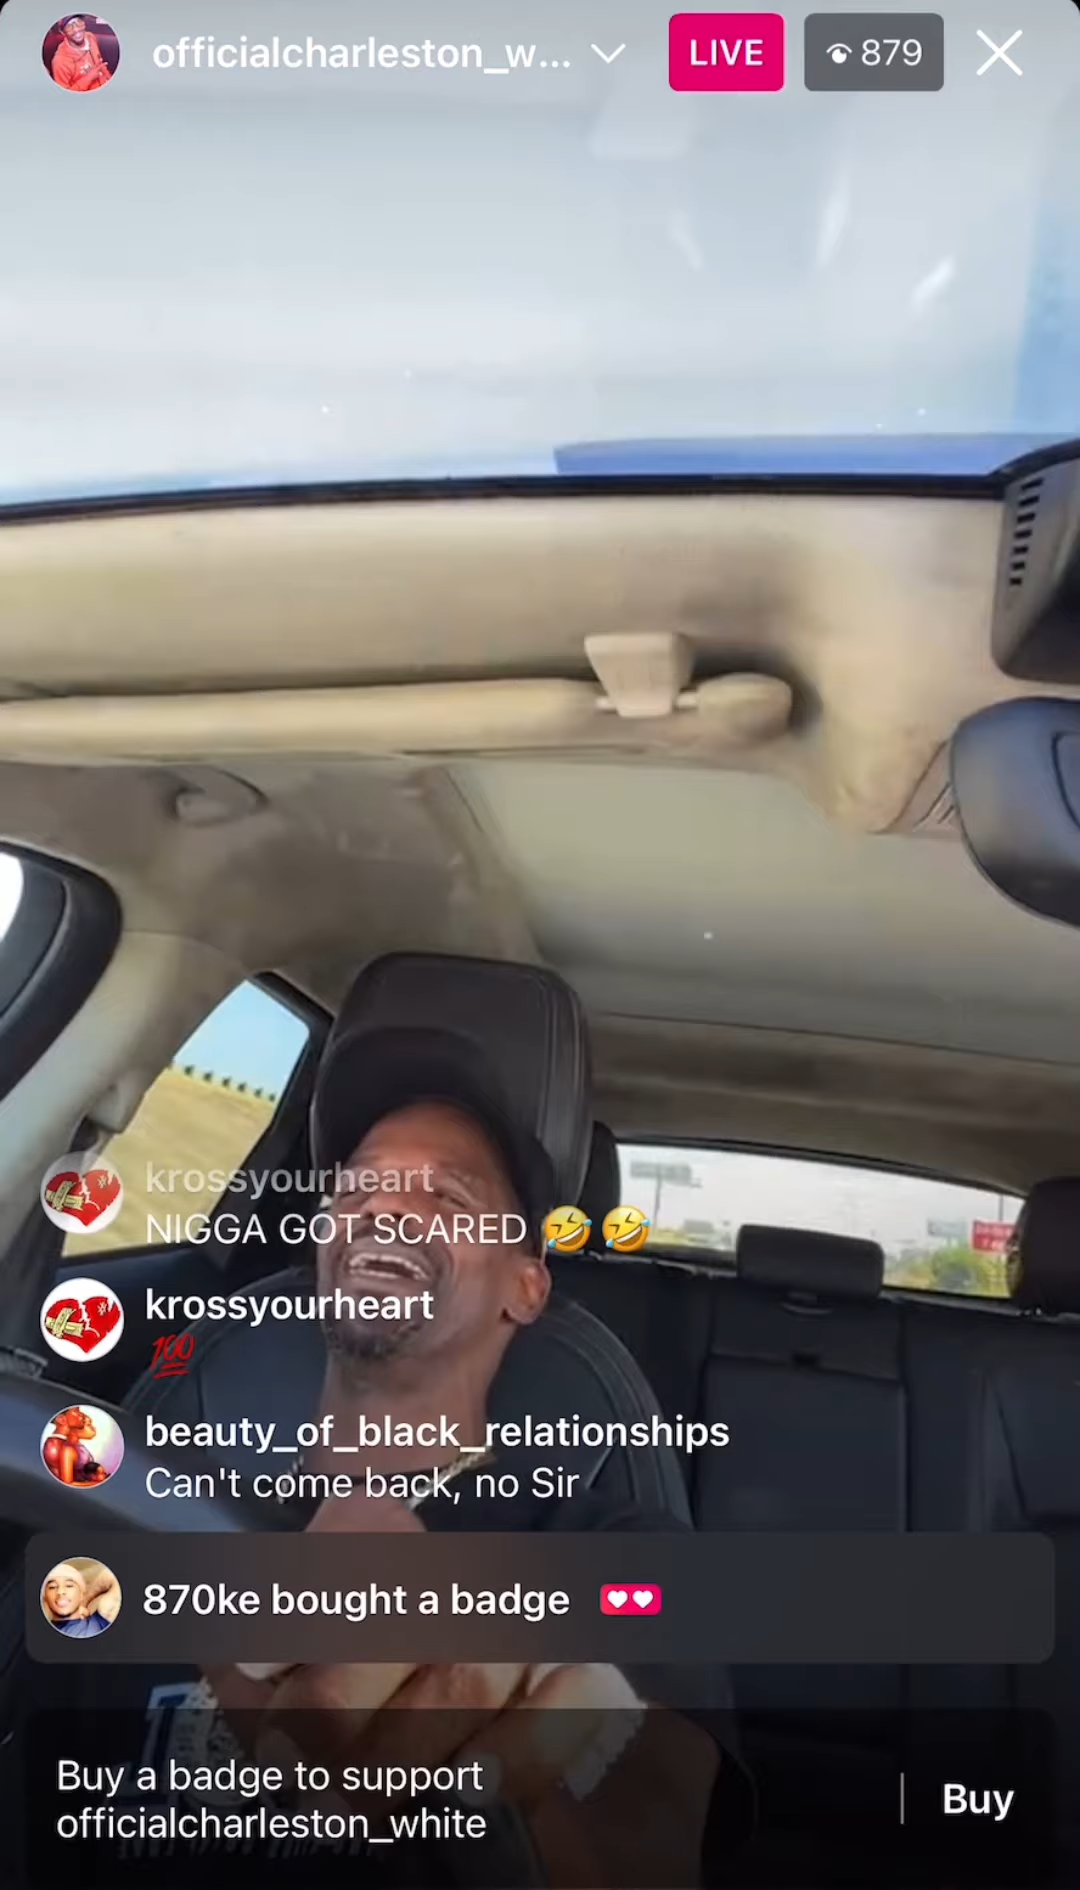 officialcharleston_w...
LIVE
879
krossyourheart
NIGGA GOT SCARED 🤣 🤣
krossyourheart
💯
beauty_of_black_relationships
Can't come back, no Sir
870ke bought a badge
Buy a badge to support
officialcharleston_white
Buy